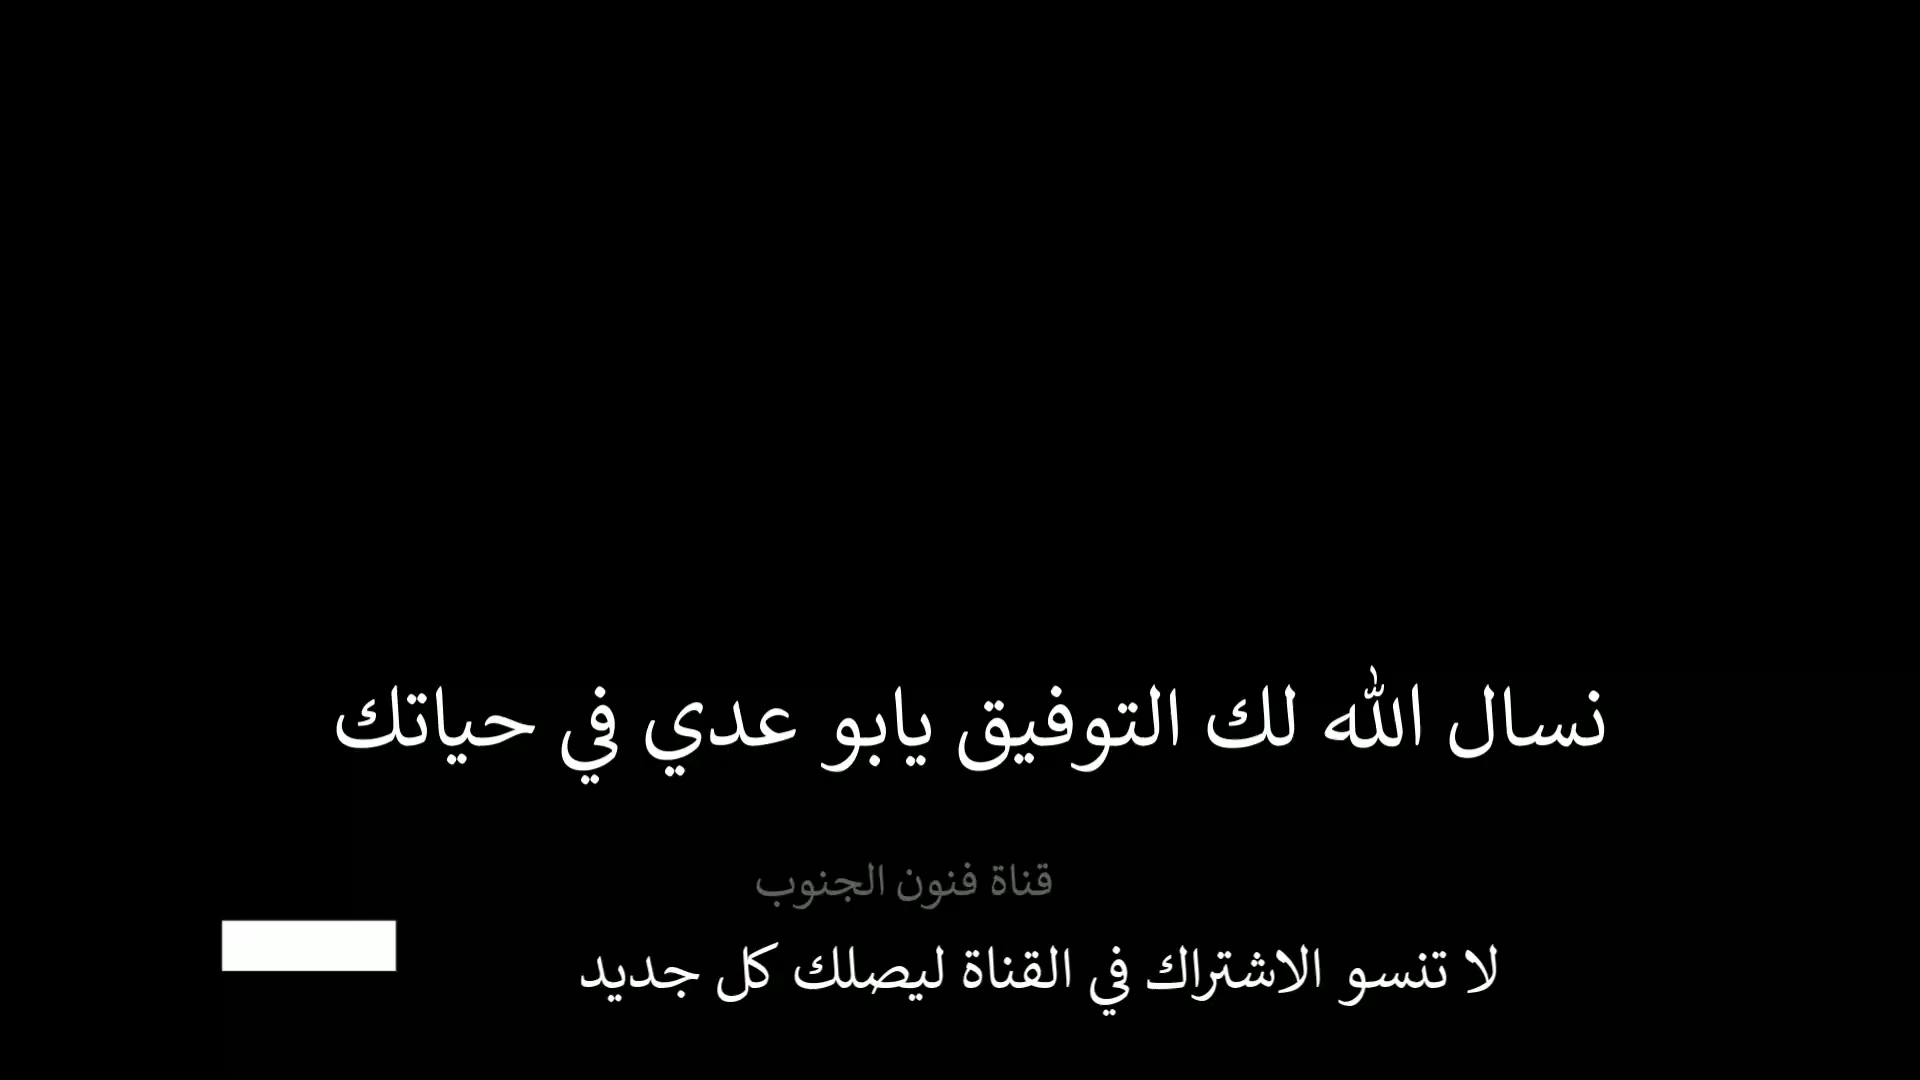 نسال الله لك التوفيق يابو عدي في حياتك
قناة فنون الجنوب
لا تنسو الاشتراك في القناة ليصلك كل جديد